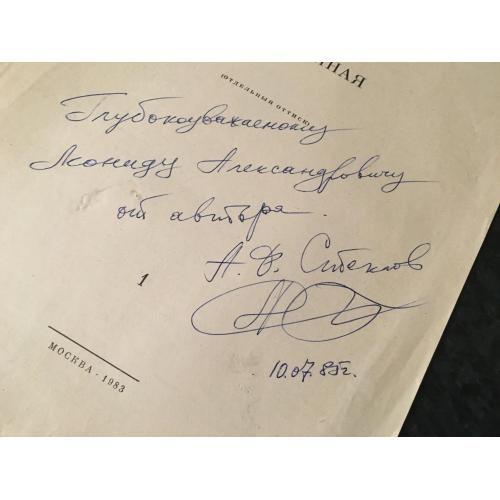 НАЯ
(ОТДЕЛЬНЫЙ ОТТИСК)
Глубокоуважаемому
Леониду Александровичу
от автора.
А. Ф. Стеклов
1
10.07.85г.
МОСКВА - 1983